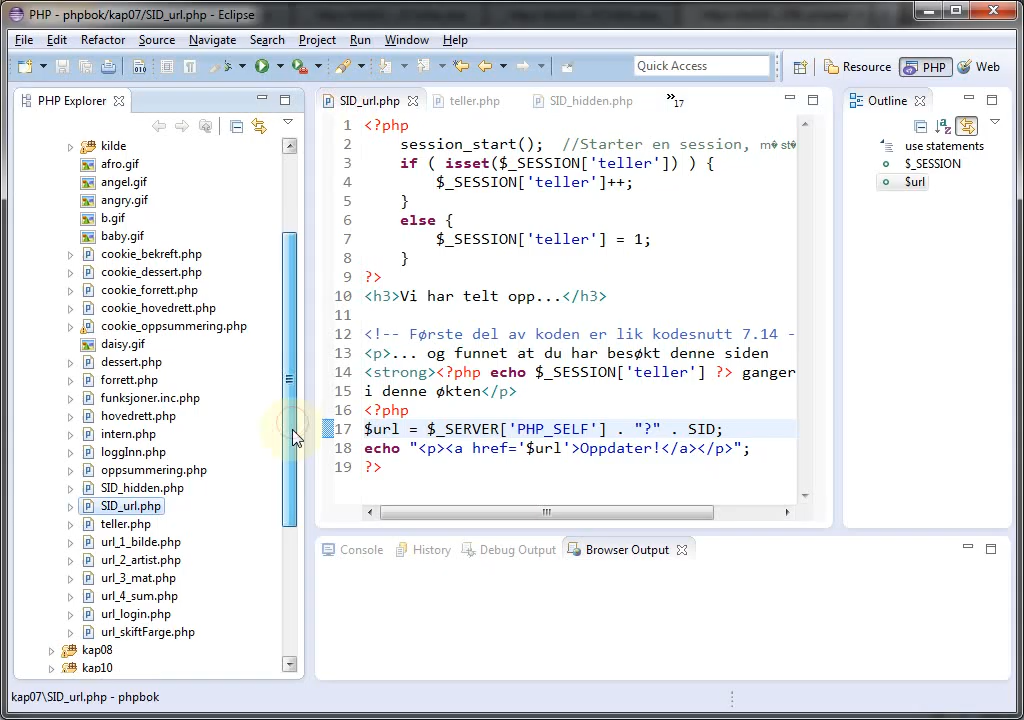 PHP - phpbok/kap07/SID_url.php - Eclipse
File Edit Refactor Source Navigate Search Project Run Window Help
Quick Access
Resource PHP Web
PHP Explorer
kilde
afro.gif
angel.gif
angry.gif
b.gif
baby.gif
cookie_bekreft.php
cookie_dessert.php
cookie_forrett.php
cookie_hovedrett.php
cookie_oppsummering.php
daisy.gif
dessert.php
forrett.php
funksjoner.inc.php
hovedrett.php
intern.php
loggInn.php
oppsummering.php
SID_hidden.php
SID_url.php
teller.php
url_1_bilde.php
url_2_artist.php
url_3_mat.php
url_4_sum.php
url_login.php
url_skiftFarge.php
kap08
kap10
SID_url.php teller.php SID_hidden.php »17
1 <?php
2 session_start(); //Starter en session, m� st�
3 if ( isset($_SESSION['teller']) ) {
4 $_SESSION['teller']++;
5 }
6 else {
7 $_SESSION['teller'] = 1;
8 }
9 ?>
10 <h3>Vi har telt opp...</h3>
11
12 <!-- Første del av koden er lik kodesnutt 7.14 -
13 <p>... og funnet at du har besøkt denne siden
14 <strong><?php echo $_SESSION['teller'] ?> ganger
15 i denne økten</p>
16 <?php
17 $url = $_SERVER['PHP_SELF'] . "?" . SID;
18 echo "<p><a href='$url'>Oppdater!</a></p>";
19 ?>
Outline
use statements
$_SESSION
$url
Console History Debug Output Browser Output
kap07\SID_url.php - phpbok